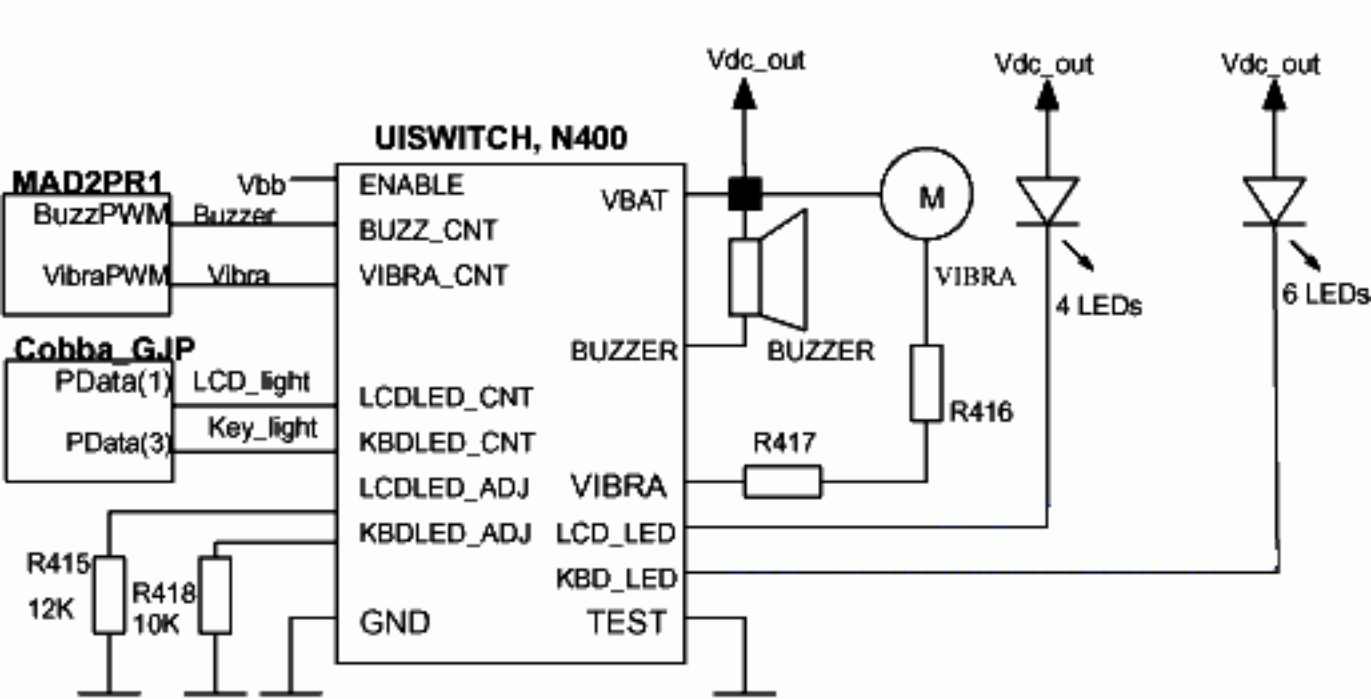 Vdc_out
Vdc_out
Vdc_out
UISWITCH, N400
MAD2PR1
BuzzPWM
Buzzer
VibraPWM
Vibra
Vbb
ENABLE
BUZZ_CNT
VIBRA_CNT
VBAT
M
VIBRA
4 LEDs
6 LEDs
BUZZER
BUZZER
Cobba_GJP
PData(1)
LCD_light
PData(3)
Key_light
LCDLED_CNT
KBDLED_CNT
LCDLED_ADJ
KBDLED_ADJ
R416
R417
VIBRA
LCD_LED
KBD_LED
R415
12K
R418
10K
GND
TEST